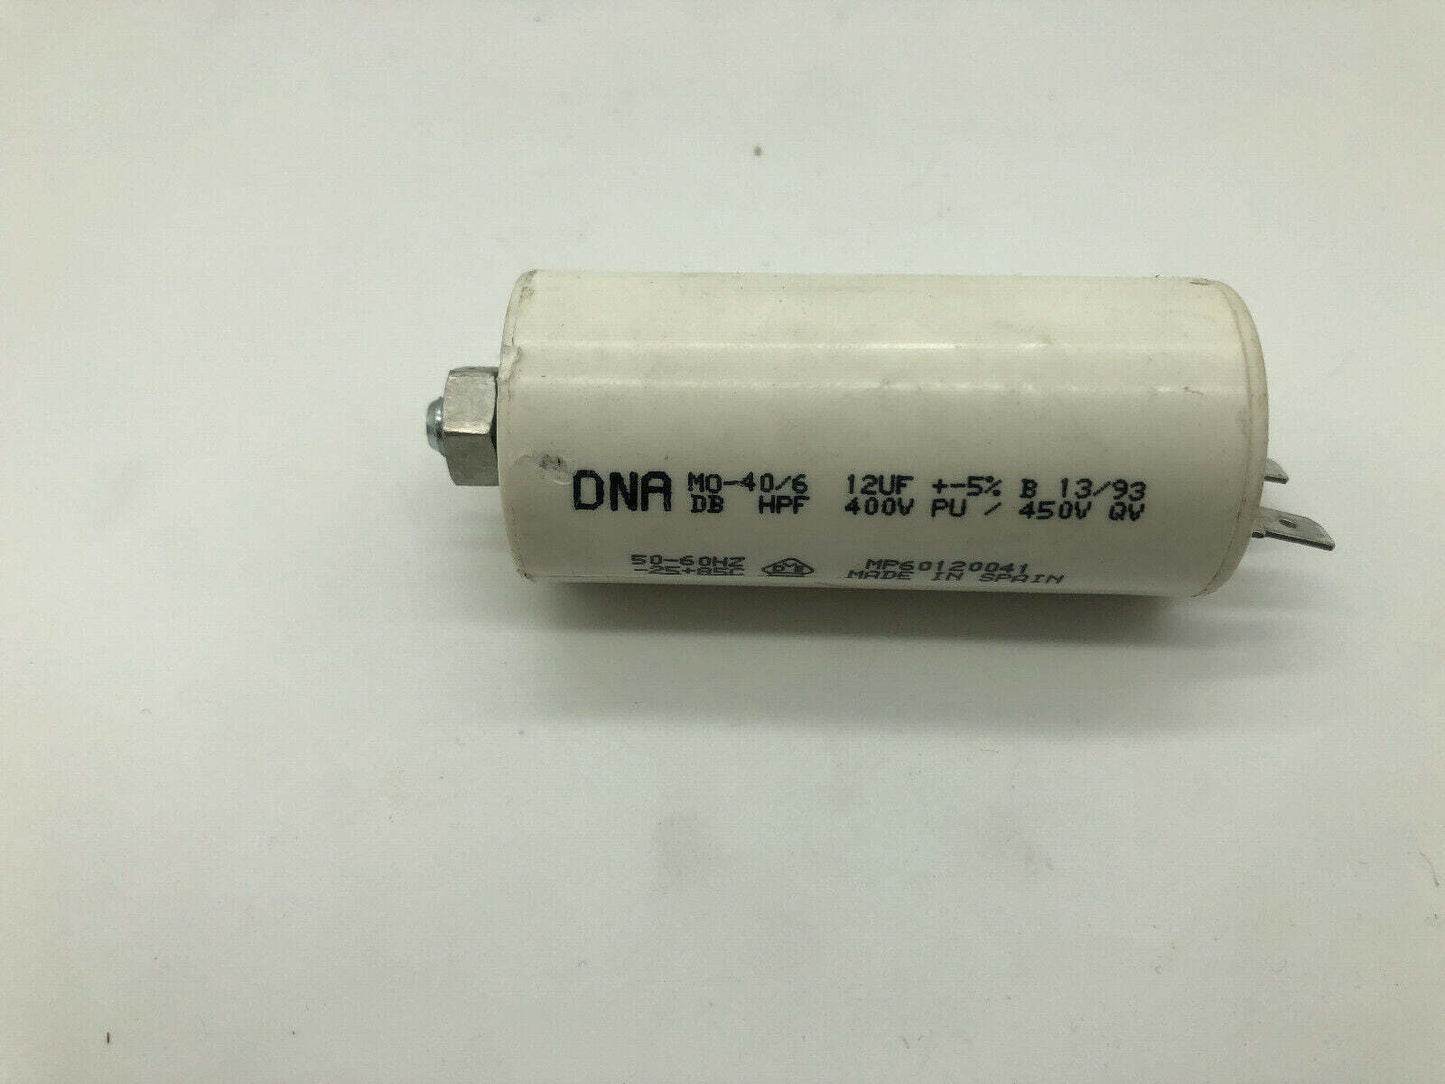 DNA MO-40/6 12UF +-5% B 13/93
DB HPF 400V PU / 450V QV
50-60HZ MP60120041
-25+85C MADE IN SPAIN